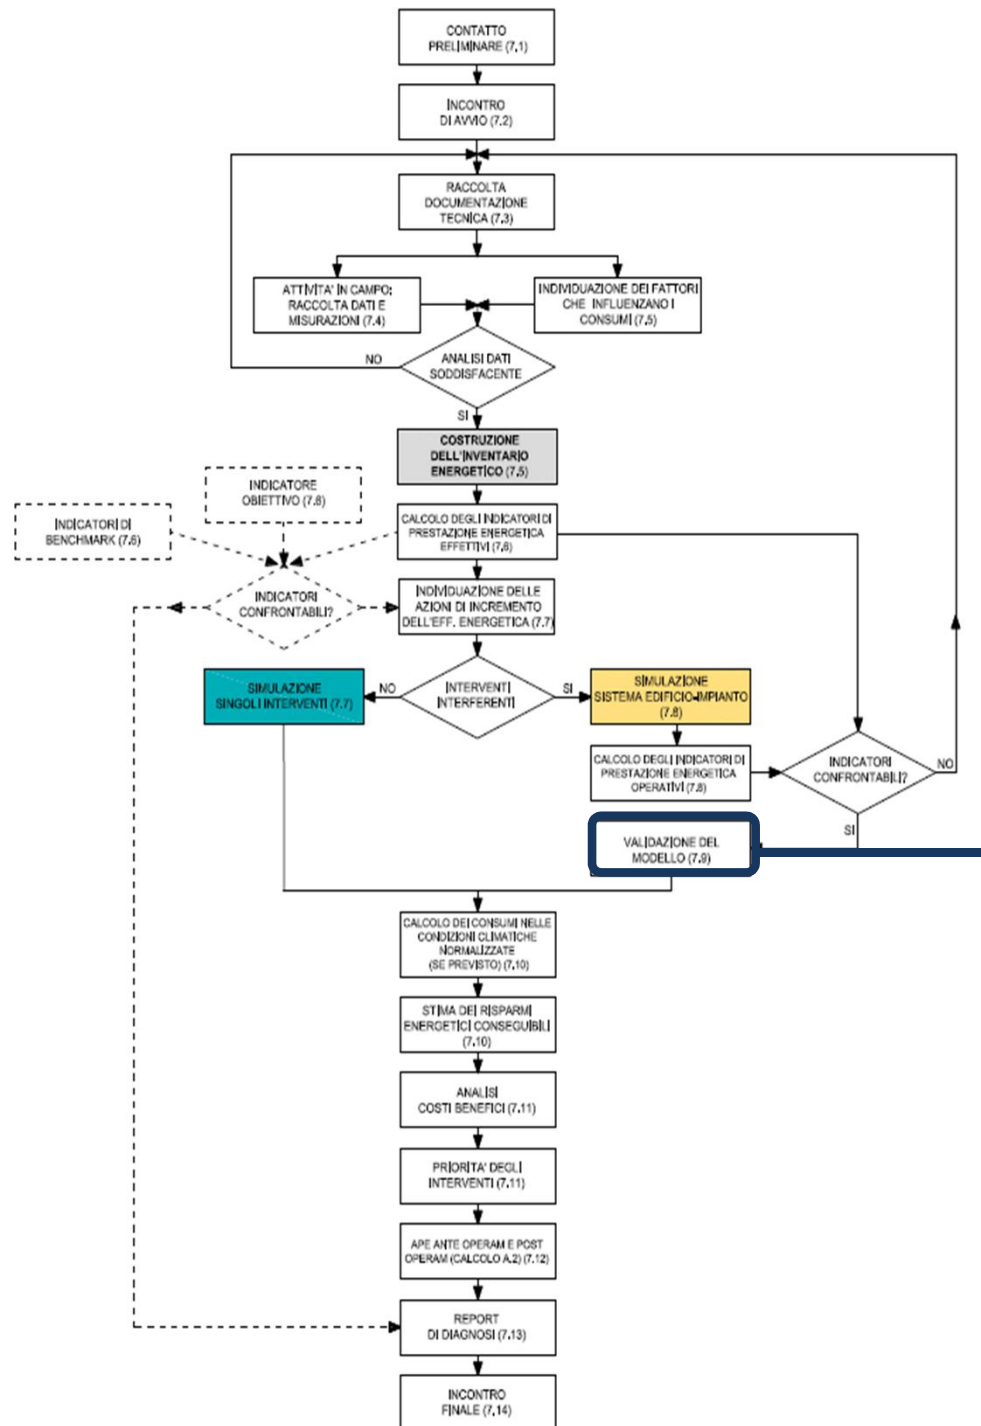 CONTATTO
PRELIMINARE (7.1)
INCONTRO
DI AVVIO (7.2)
RACCOLTA
DOCUMENTAZIONE
TECNICA (7.3)
ATTIVITA' IN CAMPO:
RACCOLTA DATI E
MISURAZIONI (7.4)
INDIVIDUAZIONE DEI FATTORI
CHE INFLUENZANO I
CONSUMI (7.5)
NO
ANALISI DATI
SODDISFACENTE
SI
COSTRUZIONE
DELL'INVENTARIO
ENERGETICO (7.5)
INDICATORE
OBIETTIVO (7.6)
INDICATORI DI
BENCHMARK (7.6)
CALCOLO DEGLI INDICATORI DI
PRESTAZIONE ENERGETICA
EFFETTIVI (7.6)
INDICATORI
CONFRONTABILI?
INDIVIDUAZIONE DELLE
AZIONI DI INCREMENTO
DELL'EFF. ENERGETICA (7.7)
SIMULAZIONE
SINGOLI INTERVENTI (7.7)
NO
INTERVENTI
INTERFERENTI
SI
SIMULAZIONE
SISTEMA EDIFICIO-IMPIANTO
(7.8)
CALCOLO DEGLI INDICATORI DI
PRESTAZIONE ENERGETICA
OPERATIVI (7.8)
INDICATORI
CONFRONTABILI?
NO
SI
VALIDAZIONE DEL
MODELLO (7.9)
CALCOLO DEI CONSUMI NELLE
CONDIZIONI CLIMATICHE
NORMALIZZATE
(SE PREVISTO) (7.10)
STIMA DEI RISPARMI
ENERGETICI CONSEGUIBILI
(7.10)
ANALISI
COSTI BENEFICI (7.11)
PRIORITA' DEGLI
INTERVENTI (7.11)
APE ANTE OPERAM E POST
OPERAM (CALCOLO A.2) (7.12)
REPORT
DI DIAGNOSI (7.13)
INCONTRO
FINALE (7.14)